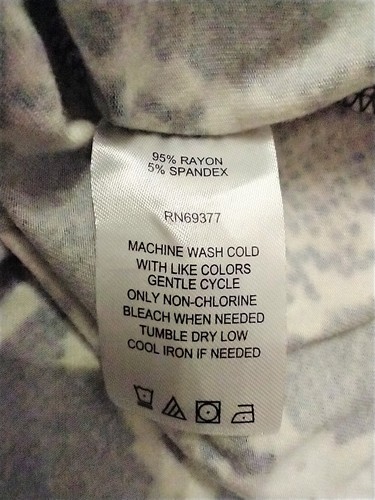 95% RAYON
5% SPANDEX
RN69377
MACHINE WASH COLD
WITH LIKE COLORS
GENTLE CYCLE
ONLY NON-CHLORINE
BLEACH WHEN NEEDED
TUMBLE DRY LOW
COOL IRON IF NEEDED